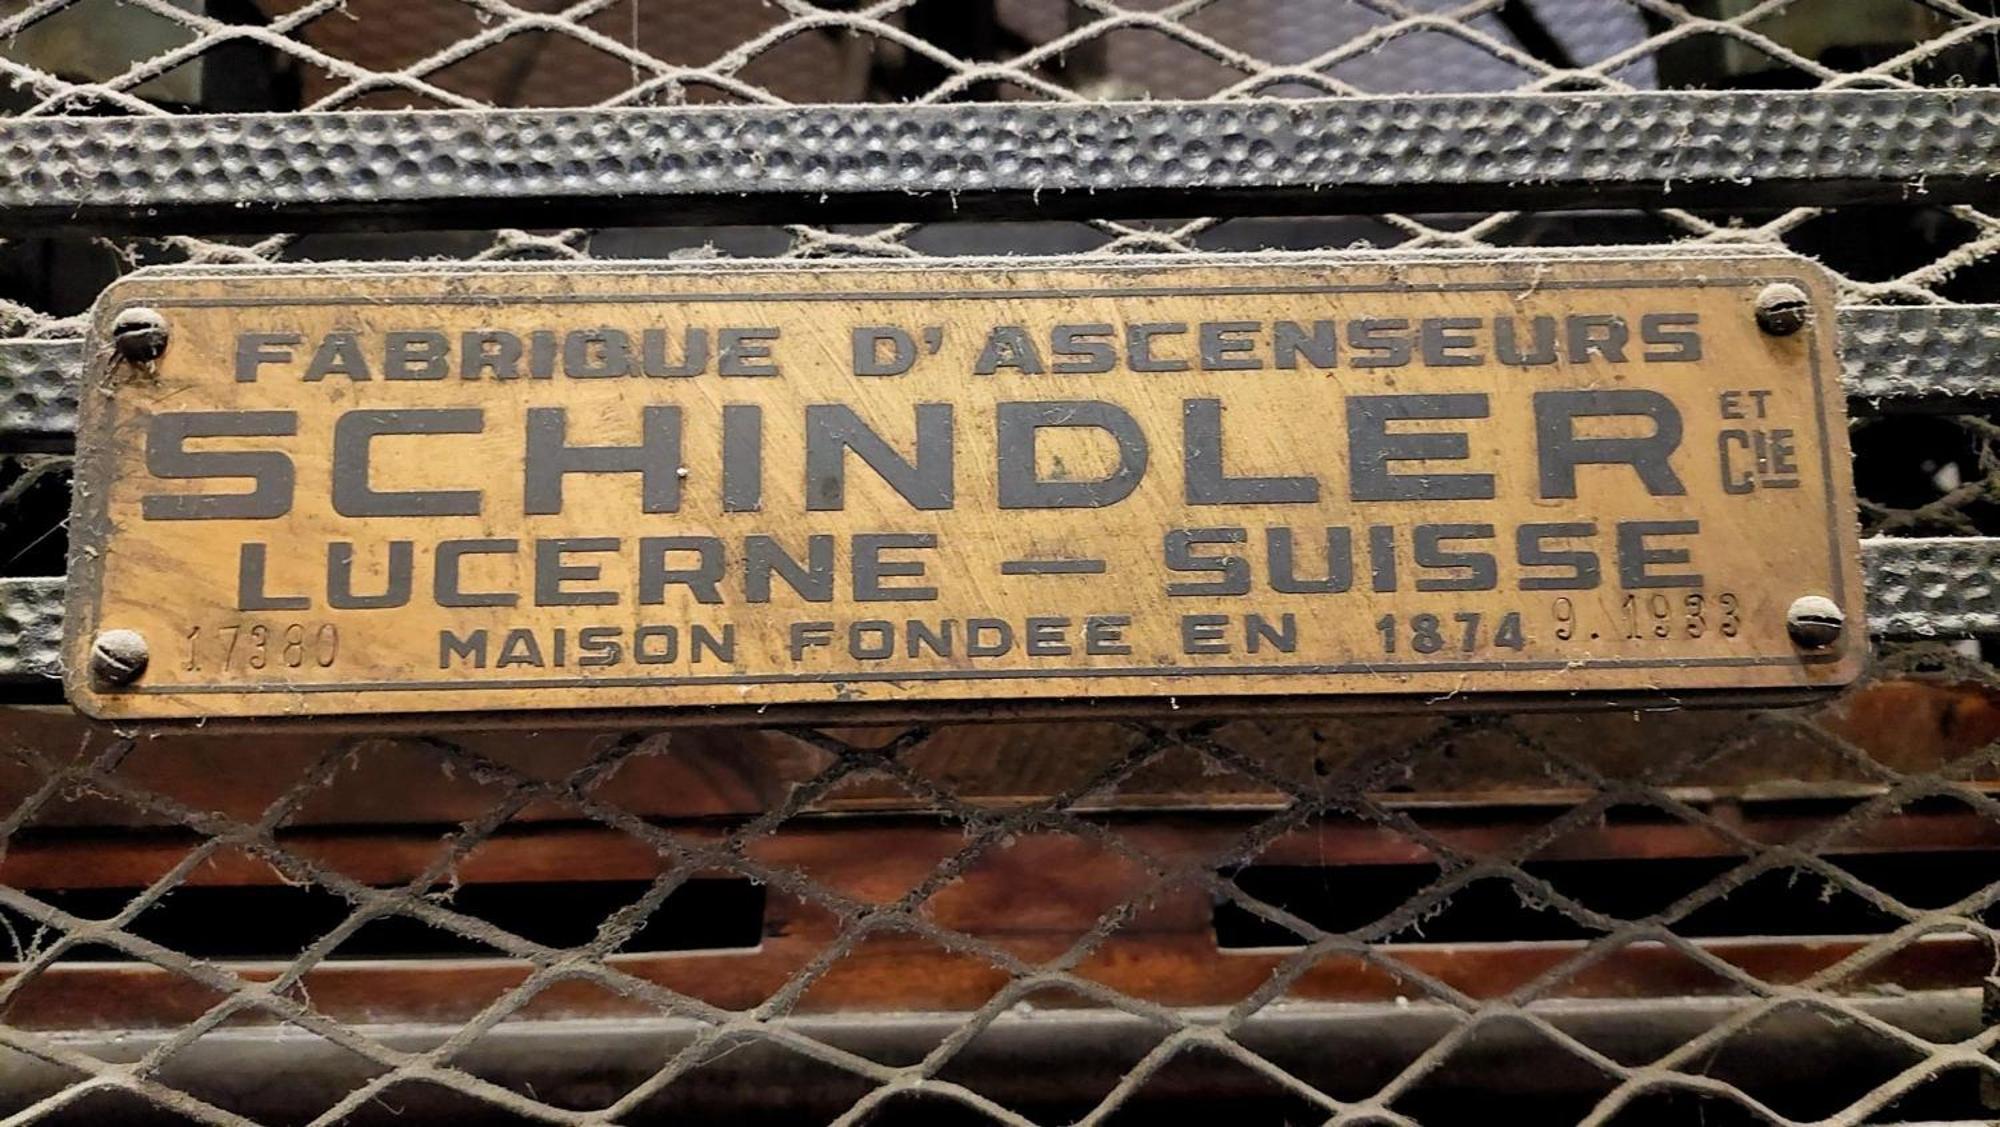 FABRIQUE D'ASCENSEURS
SCHINDLER ET CIE
LUCERNE — SUISSE
17380 MAISON FONDEE EN 1874 9. 1933